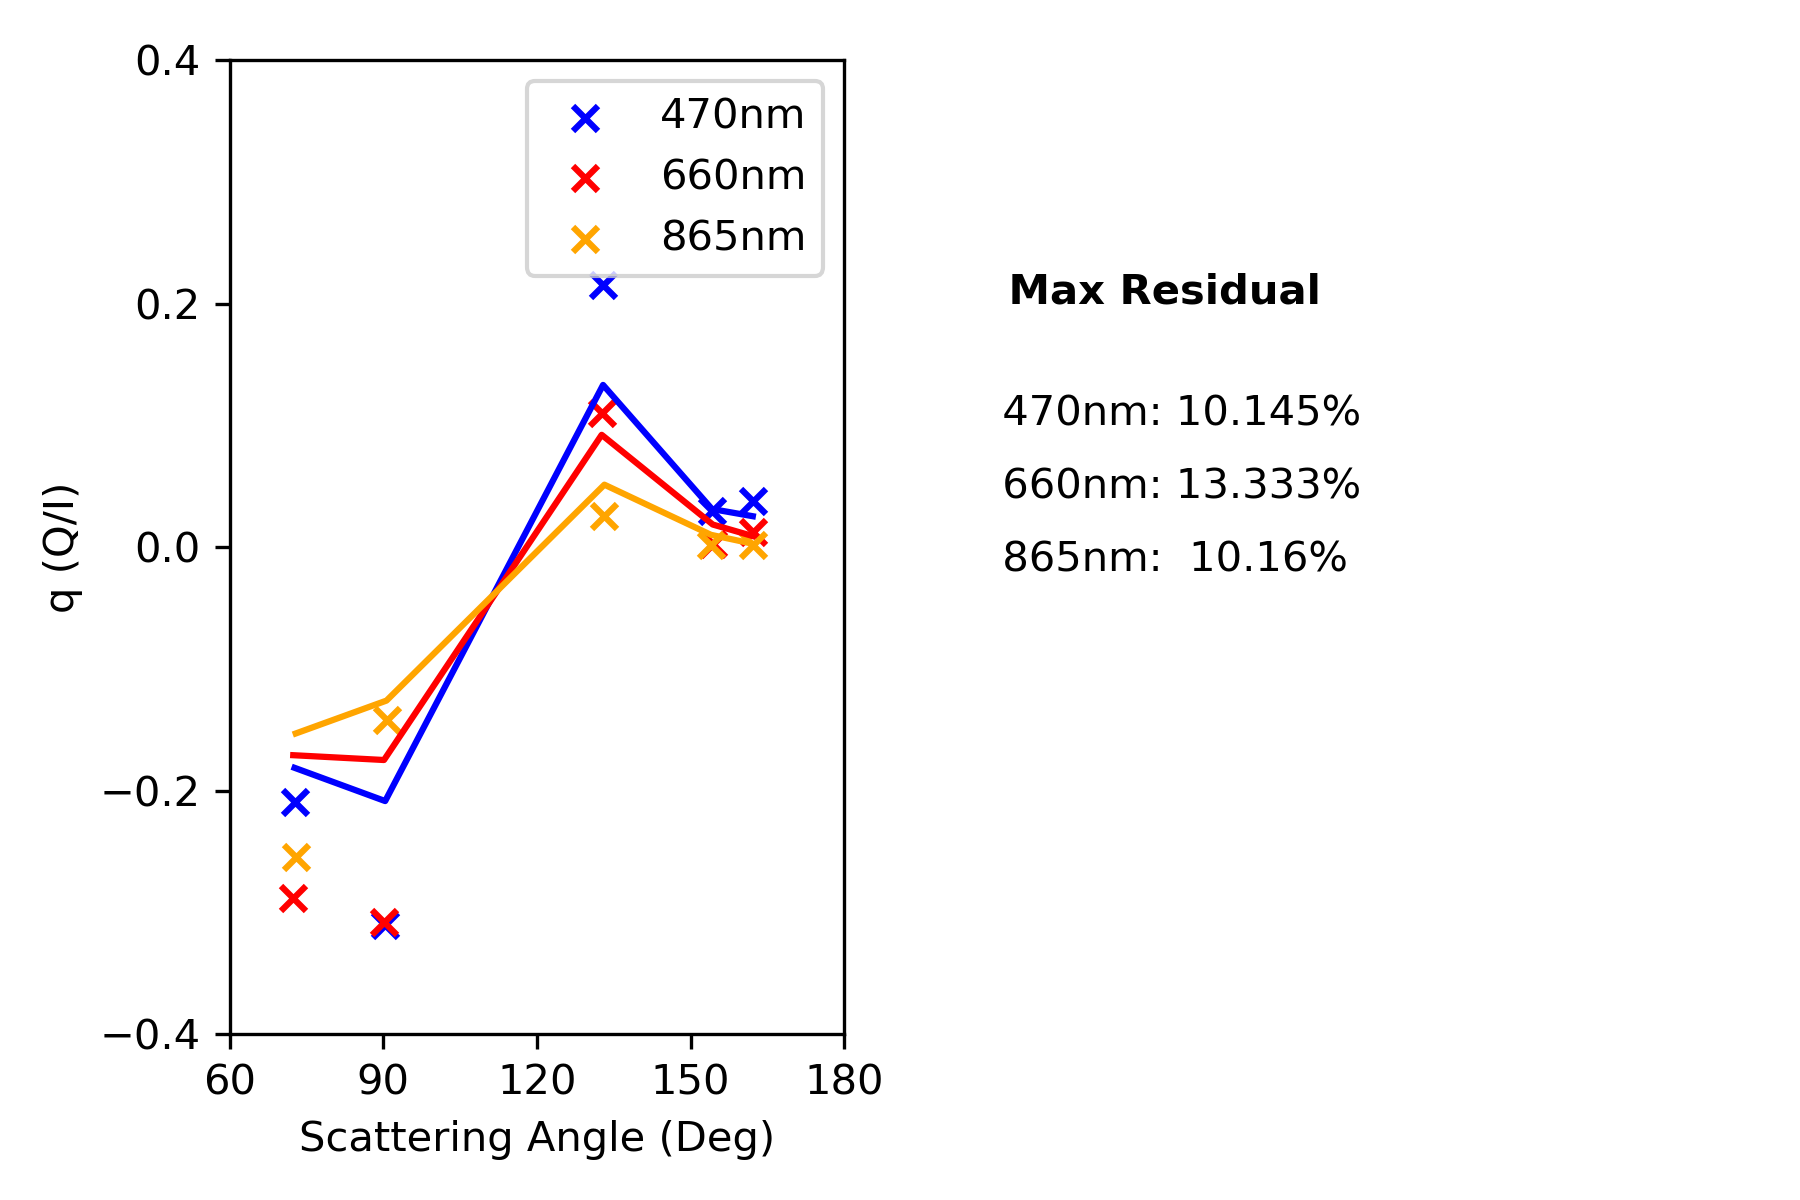 0.4
0.2
0.0
−0.2
−0.4
q (Q/I)
60 90 120 150 180
Scattering Angle (Deg)
470nm
660nm
865nm
Max Residual
470nm: 10.145%
660nm: 13.333%
865nm: 10.16%